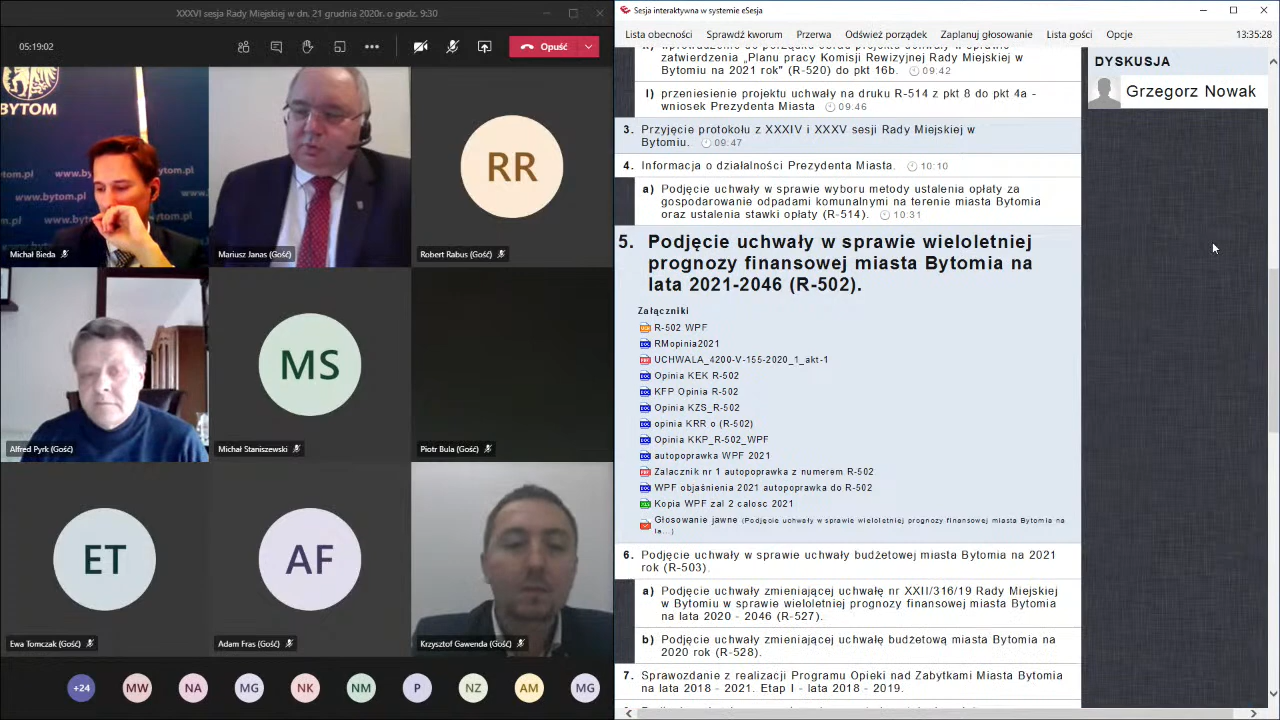 XXXVI sesja Rady Miejskiej w dn. 21 grudnia 2020r. o godz. 9:30
05:19:02
Opuść
BYTOM
www.bytom.pl
Michał Bieda
Mariusz Janas (Gość)
RR
Robert Rabus (Gość)
Alfred Pyrk (Gość)
MS
Michał Staniszewski
Piotr Bula (Gość)
ET
Ewa Tomczak (Gość)
AF
Adam Fras (Gość)
Krzysztof Gawenda (Gość)
+24
MW
NA
MG
NK
NM
P
NZ
AM
MG
Sesja interaktywna w systemie eSesja
Lista obecności
Sprawdź kworum
Przerwa
Odśwież porządek
Zaplanuj głosowanie
Lista gości
Opcje
13:35:28
zatwierdzenia „Planu pracy Komisji Rewizyjnej Rady Miejskiej w
Bytomiu na 2021 rok" (R-520) do pkt 16b. 09:42
l) przeniesienie projektu uchwały na druku R-514 z pkt 8 do pkt 4a -
wniosek Prezydenta Miasta 09:46
3. Przyjęcie protokołu z XXXIV i XXXV sesji Rady Miejskiej w
Bytomiu. 09:47
4. Informacja o działalności Prezydenta Miasta. 10:10
a) Podjęcie uchwały w sprawie wyboru metody ustalenia opłaty za
gospodarowanie odpadami komunalnymi na terenie miasta Bytomia
oraz ustalenia stawki opłaty (R-514). 10:31
5. Podjęcie uchwały w sprawie wieloletniej
prognozy finansowej miasta Bytomia na
lata 2021-2046 (R-502).
Załączniki
R-502 WPF
RMopinia2021
UCHWALA_4200-V-155-2020_1_akt-1
Opinia KEK R-502
KFP Opinia R-502
Opinia KZS_R-502
opinia KRR o (R-502)
Opinia KKP_R-502_WPF
autopoprawka WPF 2021
Zalacznik nr 1 autopoprawka z numerem R-502
WPF objaśnienia 2021 autopoprawka do R-502
Kopia WPF zal 2 calosc 2021
Głosowanie jawne (Podjęcie uchwały w sprawie wieloletniej prognozy finansowej miasta Bytomia na
la...)
6. Podjęcie uchwały w sprawie uchwały budżetowej miasta Bytomia na 2021
rok (R-503).
a) Podjęcie uchwały zmieniającej uchwałę nr XXII/316/19 Rady Miejskiej
w Bytomiu w sprawie wieloletniej prognozy finansowej miasta Bytomia
na lata 2020 - 2046 (R-527).
b) Podjęcie uchwały zmieniającej uchwałę budżetową miasta Bytomia na
2020 rok (R-528).
7. Sprawozdanie z realizacji Programu Opieki nad Zabytkami Miasta Bytomia
na lata 2018 - 2021. Etap I - lata 2018 - 2019.
DYSKUSJA
Grzegorz Nowak